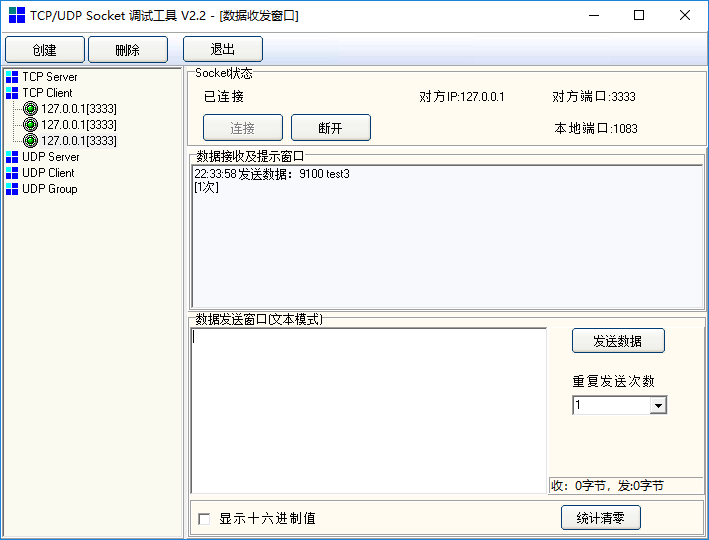 TCP/UDP Socket 调试工具 V2.2 - [数据收发窗口]
创建 删除 退出
TCP Server
TCP Client
127.0.0.1[3333]
127.0.0.1[3333]
127.0.0.1[3333]
UDP Server
UDP Client
UDP Group
Socket状态
已连接 对方IP:127.0.0.1 对方端口:3333
连接 断开 本地端口:1083
数据接收及提示窗口
22:33:58 发送数据：9100 test3
[1次]
数据发送窗口(文本模式)
发送数据
重复发送次数
1
收：0字节，发:0字节
显示十六进制值 统计清零